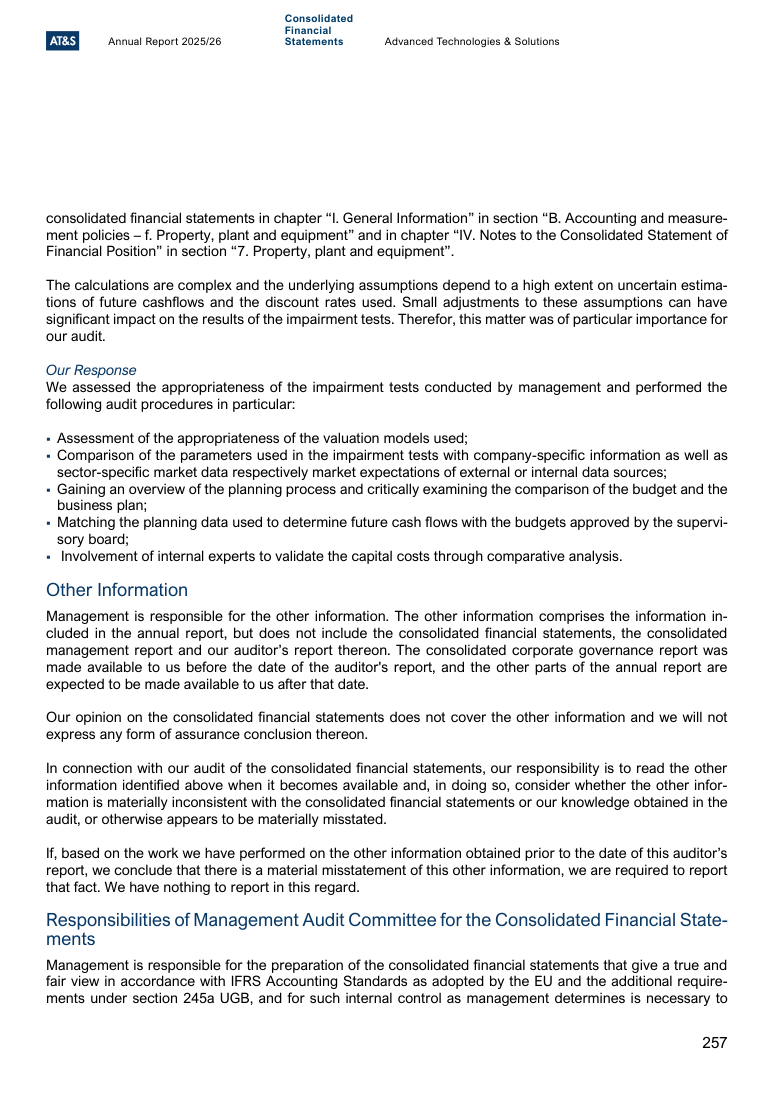 Consolidated
Financial
Statements
AT&S
Annual Report 2025/26
Advanced Technologies & Solutions
consolidated financial statements in chapter “I. General Information” in section “B. Accounting and measure-
ment policies – f. Property, plant and equipment” and in chapter “IV. Notes to the Consolidated Statement of
Financial Position” in section “7. Property, plant and equipment”.
The calculations are complex and the underlying assumptions depend to a high extent on uncertain estima-
tions of future cashflows and the discount rates used. Small adjustments to these assumptions can have
significant impact on the results of the impairment tests. Therefor, this matter was of particular importance for
our audit.
Our Response
We assessed the appropriateness of the impairment tests conducted by management and performed the
following audit procedures in particular:
▪ Assessment of the appropriateness of the valuation models used;
▪ Comparison of the parameters used in the impairment tests with company-specific information as well as
sector-specific market data respectively market expectations of external or internal data sources;
▪ Gaining an overview of the planning process and critically examining the comparison of the budget and the
business plan;
▪ Matching the planning data used to determine future cash flows with the budgets approved by the supervi-
sory board;
▪ Involvement of internal experts to validate the capital costs through comparative analysis.
Other Information
Management is responsible for the other information. The other information comprises the information in-
cluded in the annual report, but does not include the consolidated financial statements, the consolidated
management report and our auditor’s report thereon. The consolidated corporate governance report was
made available to us before the date of the auditor's report, and the other parts of the annual report are
expected to be made available to us after that date.
Our opinion on the consolidated financial statements does not cover the other information and we will not
express any form of assurance conclusion thereon.
In connection with our audit of the consolidated financial statements, our responsibility is to read the other
information identified above when it becomes available and, in doing so, consider whether the other infor-
mation is materially inconsistent with the consolidated financial statements or our knowledge obtained in the
audit, or otherwise appears to be materially misstated.
If, based on the work we have performed on the other information obtained prior to the date of this auditor’s
report, we conclude that there is a material misstatement of this other information, we are required to report
that fact. We have nothing to report in this regard.
Responsibilities of Management Audit Committee for the Consolidated Financial State-
ments
Management is responsible for the preparation of the consolidated financial statements that give a true and
fair view in accordance with IFRS Accounting Standards as adopted by the EU and the additional require-
ments under section 245a UGB, and for such internal control as management determines is necessary to
257